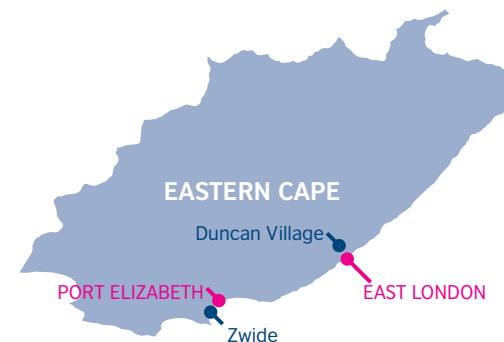 EASTERN CAPE
Duncan Village
PORT ELIZABETH
EAST LONDON
Zwide